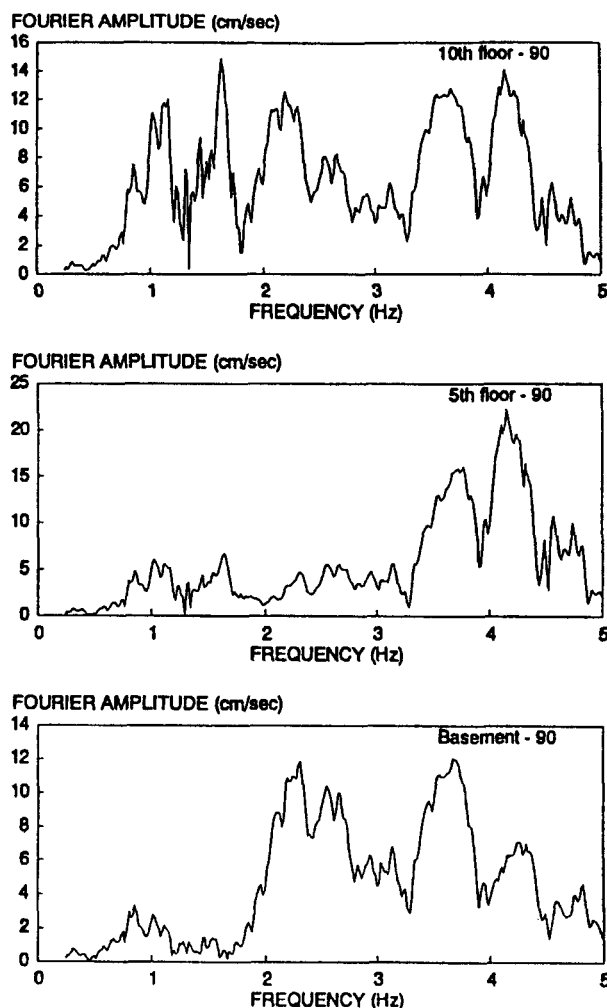 FOURIER AMPLITUDE (cm/sec)
16
10th floor - 90
14
12
10
8
6
4
2
0
0 1 2 3 4 5
FREQUENCY (Hz)
FOURIER AMPLITUDE (cm/sec)
25
5th floor - 90
20
15
10
5
0
0 1 2 3 4 5
FREQUENCY (Hz)
FOURIER AMPLITUDE (cm/sec)
14
Basement - 90
12
10
8
6
4
2
0
0 1 2 3 4 5
FREQUENCY (Hz)